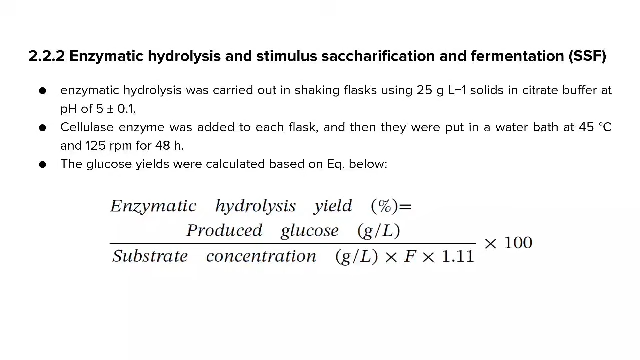 2.2.2 Enzymatic hydrolysis and stimulus saccharification and fermentation (SSF)
● enzymatic hydrolysis was carried out in shaking flasks using 25 g L−1 solids in citrate buffer at
pH of 5 ± 0.1.
● Cellulase enzyme was added to each flask, and then they were put in a water bath at 45 °C
and 125 rpm for 48 h.
● The glucose yields were calculated based on Eq. below:
Enzymatic hydrolysis yield (%)=
Produced glucose (g/L)
Substrate concentration (g/L) × F × 1.11
× 100